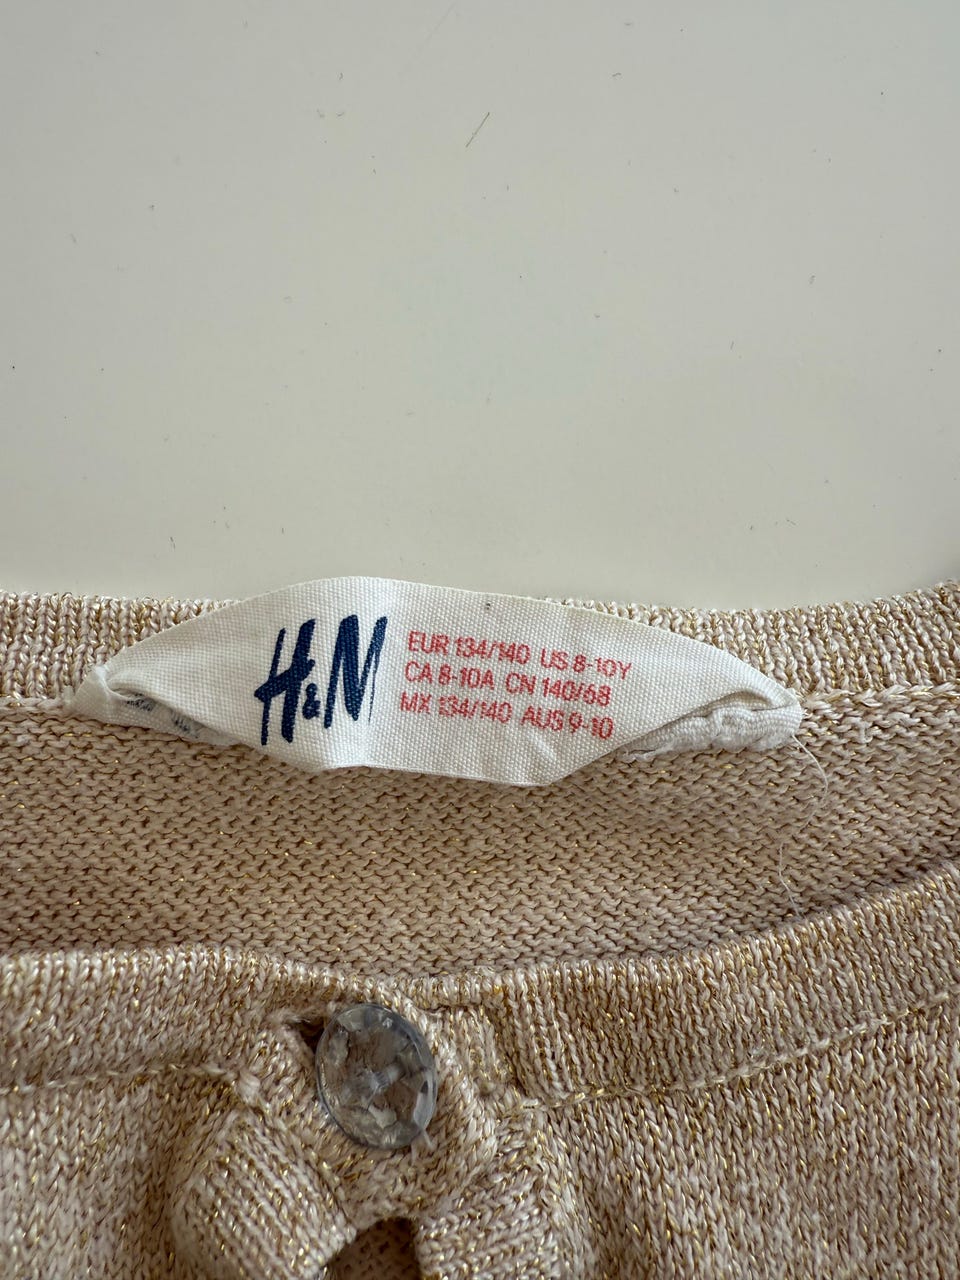 H&M
EUR 134/140 US 8-10Y
CA 8-10A CN 140/68
MX 134/140 AUS 9-10